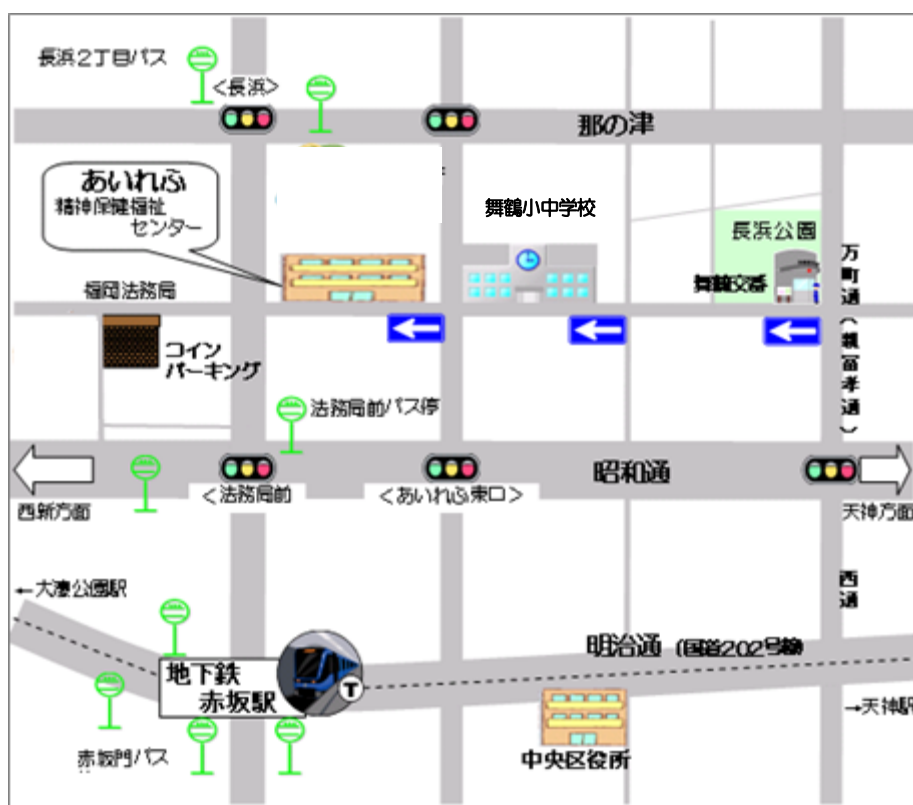 長浜２丁目バス
＜長浜＞
那の津
あいれふ
精神保健福祉
センター
舞鶴小中学校
長浜公園
舞鶴交番
福岡法務局
万町通（親冨孝通）
コイン
パーキング
法務局前バス停
昭和通
＜法務局前
＜あいれふ東口＞
西新方面
天神方面
←大濠公園駅
西通
明治通（国道202号線）
地下鉄
赤坂駅
T
→天神駅
赤坂門バス
中央区役所